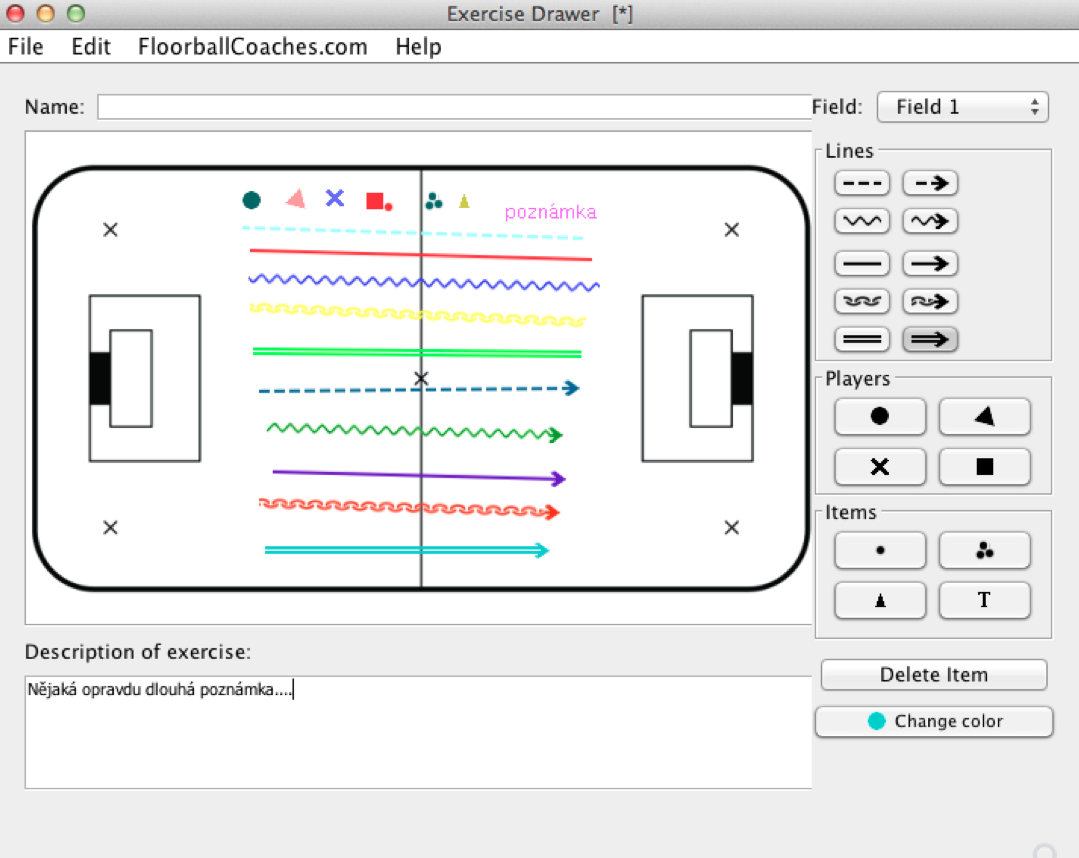 Exercise Drawer [*]
File Edit FloorballCoaches.com Help
Name: Field: Field 1
Lines
poznámka
Players
Items
T
Description of exercise:
Nějaká opravdu dlouhá poznámka....
Delete Item
Change color